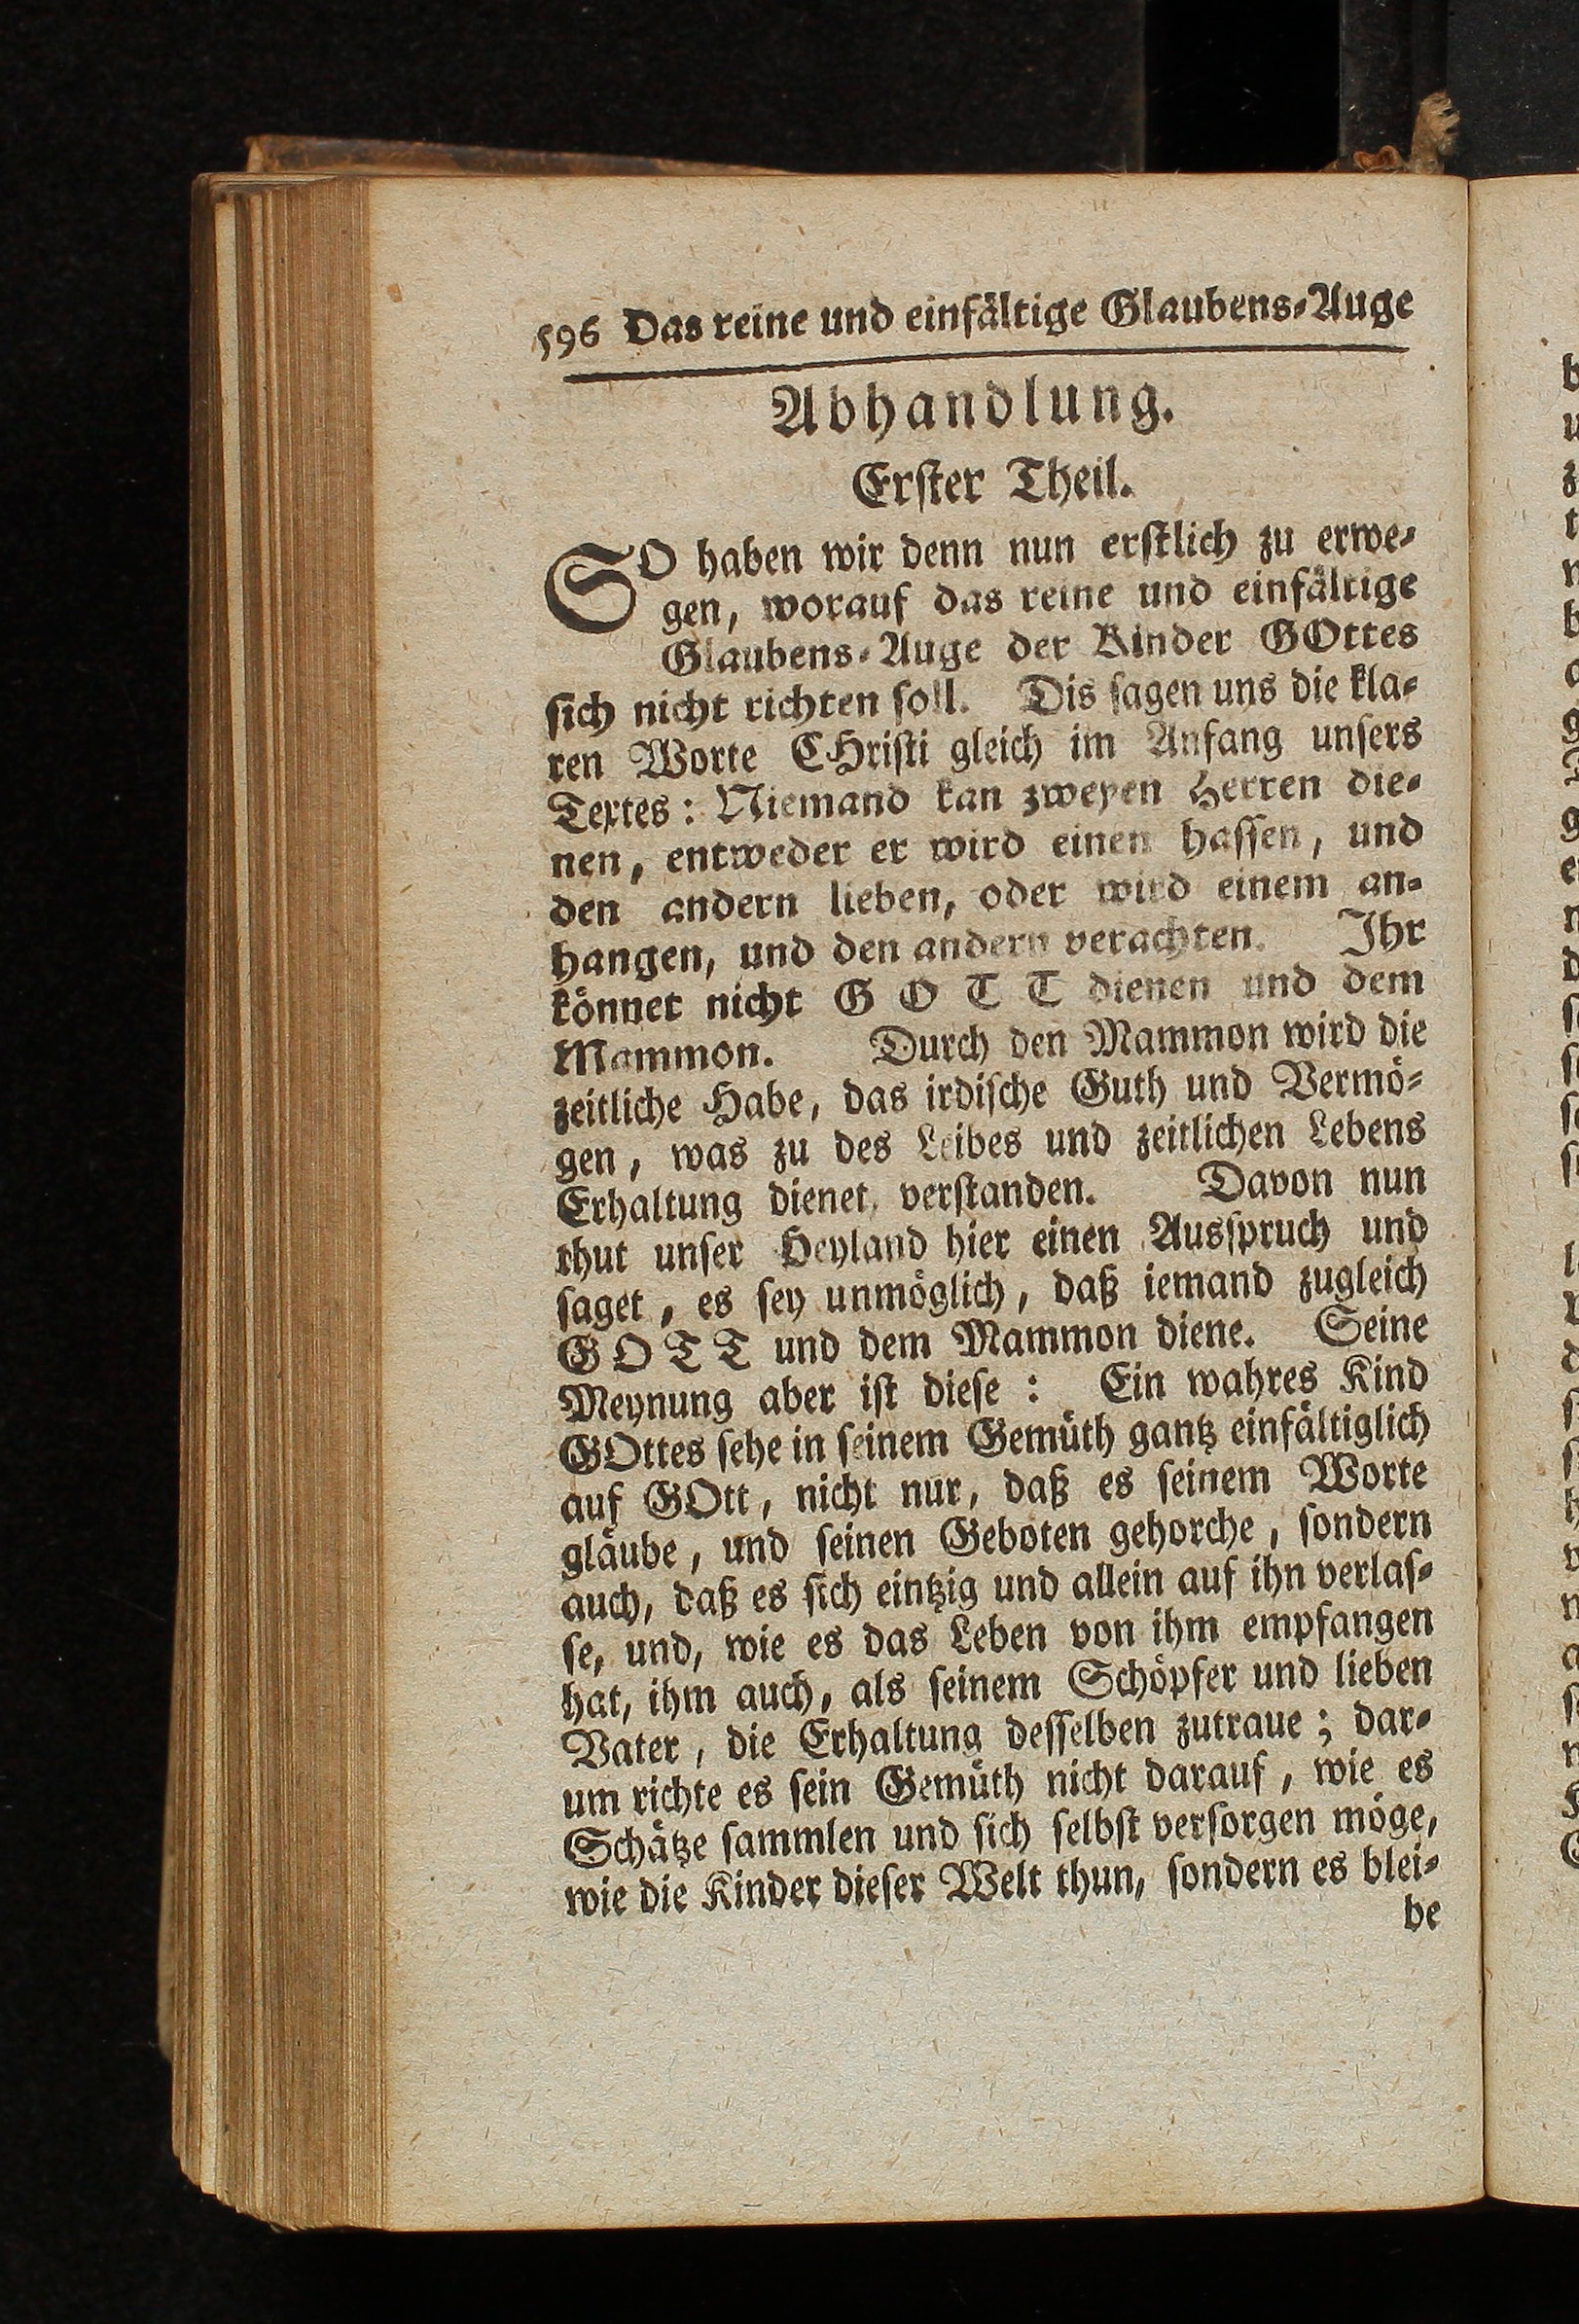 596 Das reine und einfältige Glaubens-Auge
Abhandlung.
Erster Theil.
SO haben wir denn nun erstlich zu erwe-
gen, worauf das reine und einfältige
Glaubens-Auge der Kinder GOttes
sich nicht richten soll. Dis sagen uns die kla-
ren Worte CHristi gleich im Anfang unsers
Textes: Niemand kan zweyen Herren die-
nen, entweder er wird einen hassen, und
den andern lieben, oder wird einem an-
hangen, und den andern verachten. Ihr
könnet nicht GOTT dienen und dem
Mammon. Durch den Mammon wird die
zeitliche Habe, das irdische Guth und Vermö-
gen, was zu des Leibes und zeitlichen Lebens
Erhaltung dienet, verstanden. Davon nun
thut unser Heyland hier einen Ausspruch und
saget, es sey unmöglich, daß iemand zugleich
GOTT und dem Mammon diene. Seine
Meynung aber ist diese: Ein wahres Kind
GOttes sehe in seinem Gemüth gantz einfältiglich
auf GOtt, nicht nur, daß es seinem Worte
gläube, und seinen Geboten gehorche, sondern
auch, daß es sich eintzig und allein auf ihn verlas-
se, und, wie es das Leben von ihm empfangen
hat, ihm auch, als seinem Schöpfer und lieben
Vater, die Erhaltung desselben zutraue; dar-
um richte es sein Gemüth nicht darauf, wie es
Schätze sammlen und sich selbst versorgen möge,
wie die Kinder dieser Welt thun, sondern es blei-
be